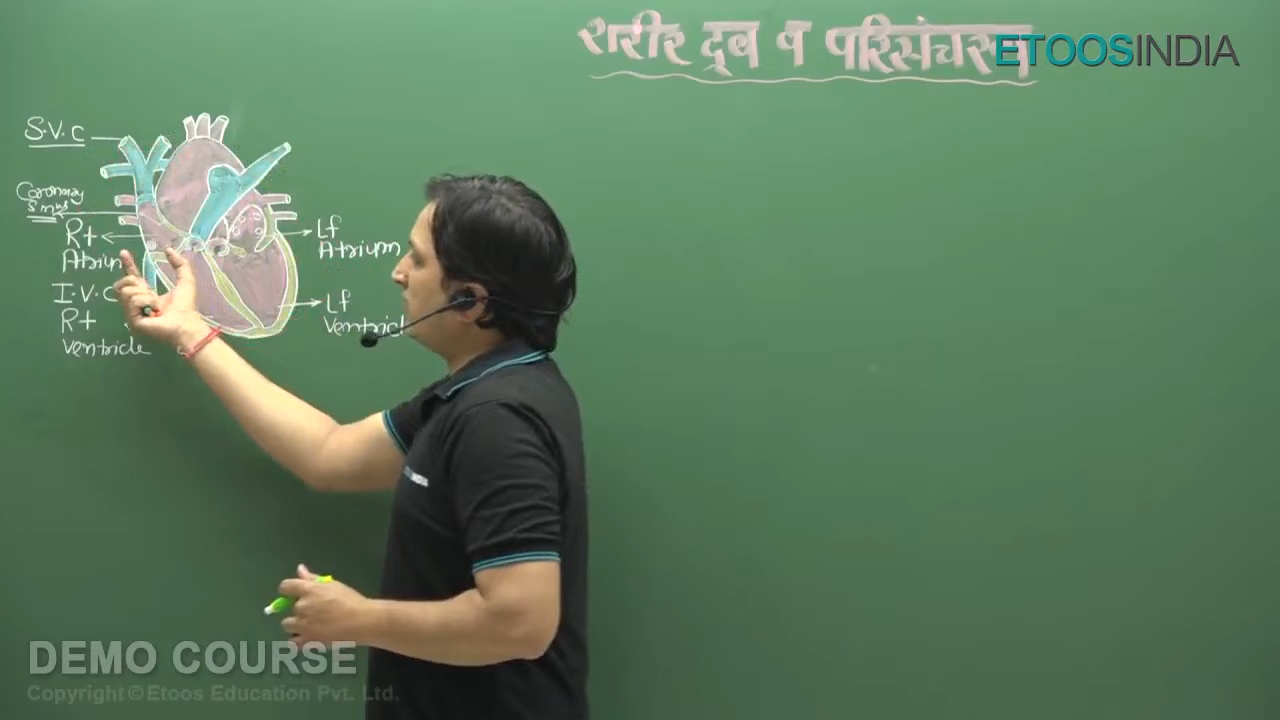 शरीर द्रव व परिसंचरण
ETOOSINDIA
S.V.C
Coronary
Sinus
Rt
Atrium
I.V.C
Rt
ventricle
Lf
Atrium
Lf
ventricle
INDIA
DEMO COURSE
Copyright©Etoos Education Pvt. Ltd.